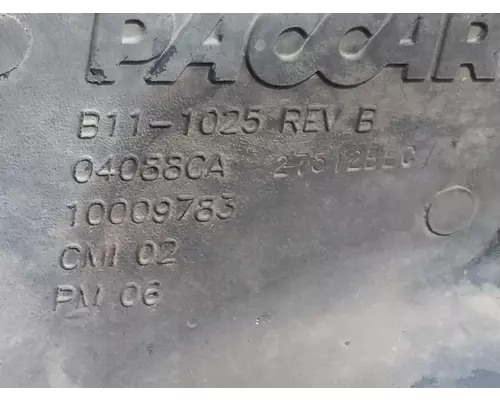 PACCAR
B11-1025 REV B
04088CA
10009783
CMI 02
PM 06